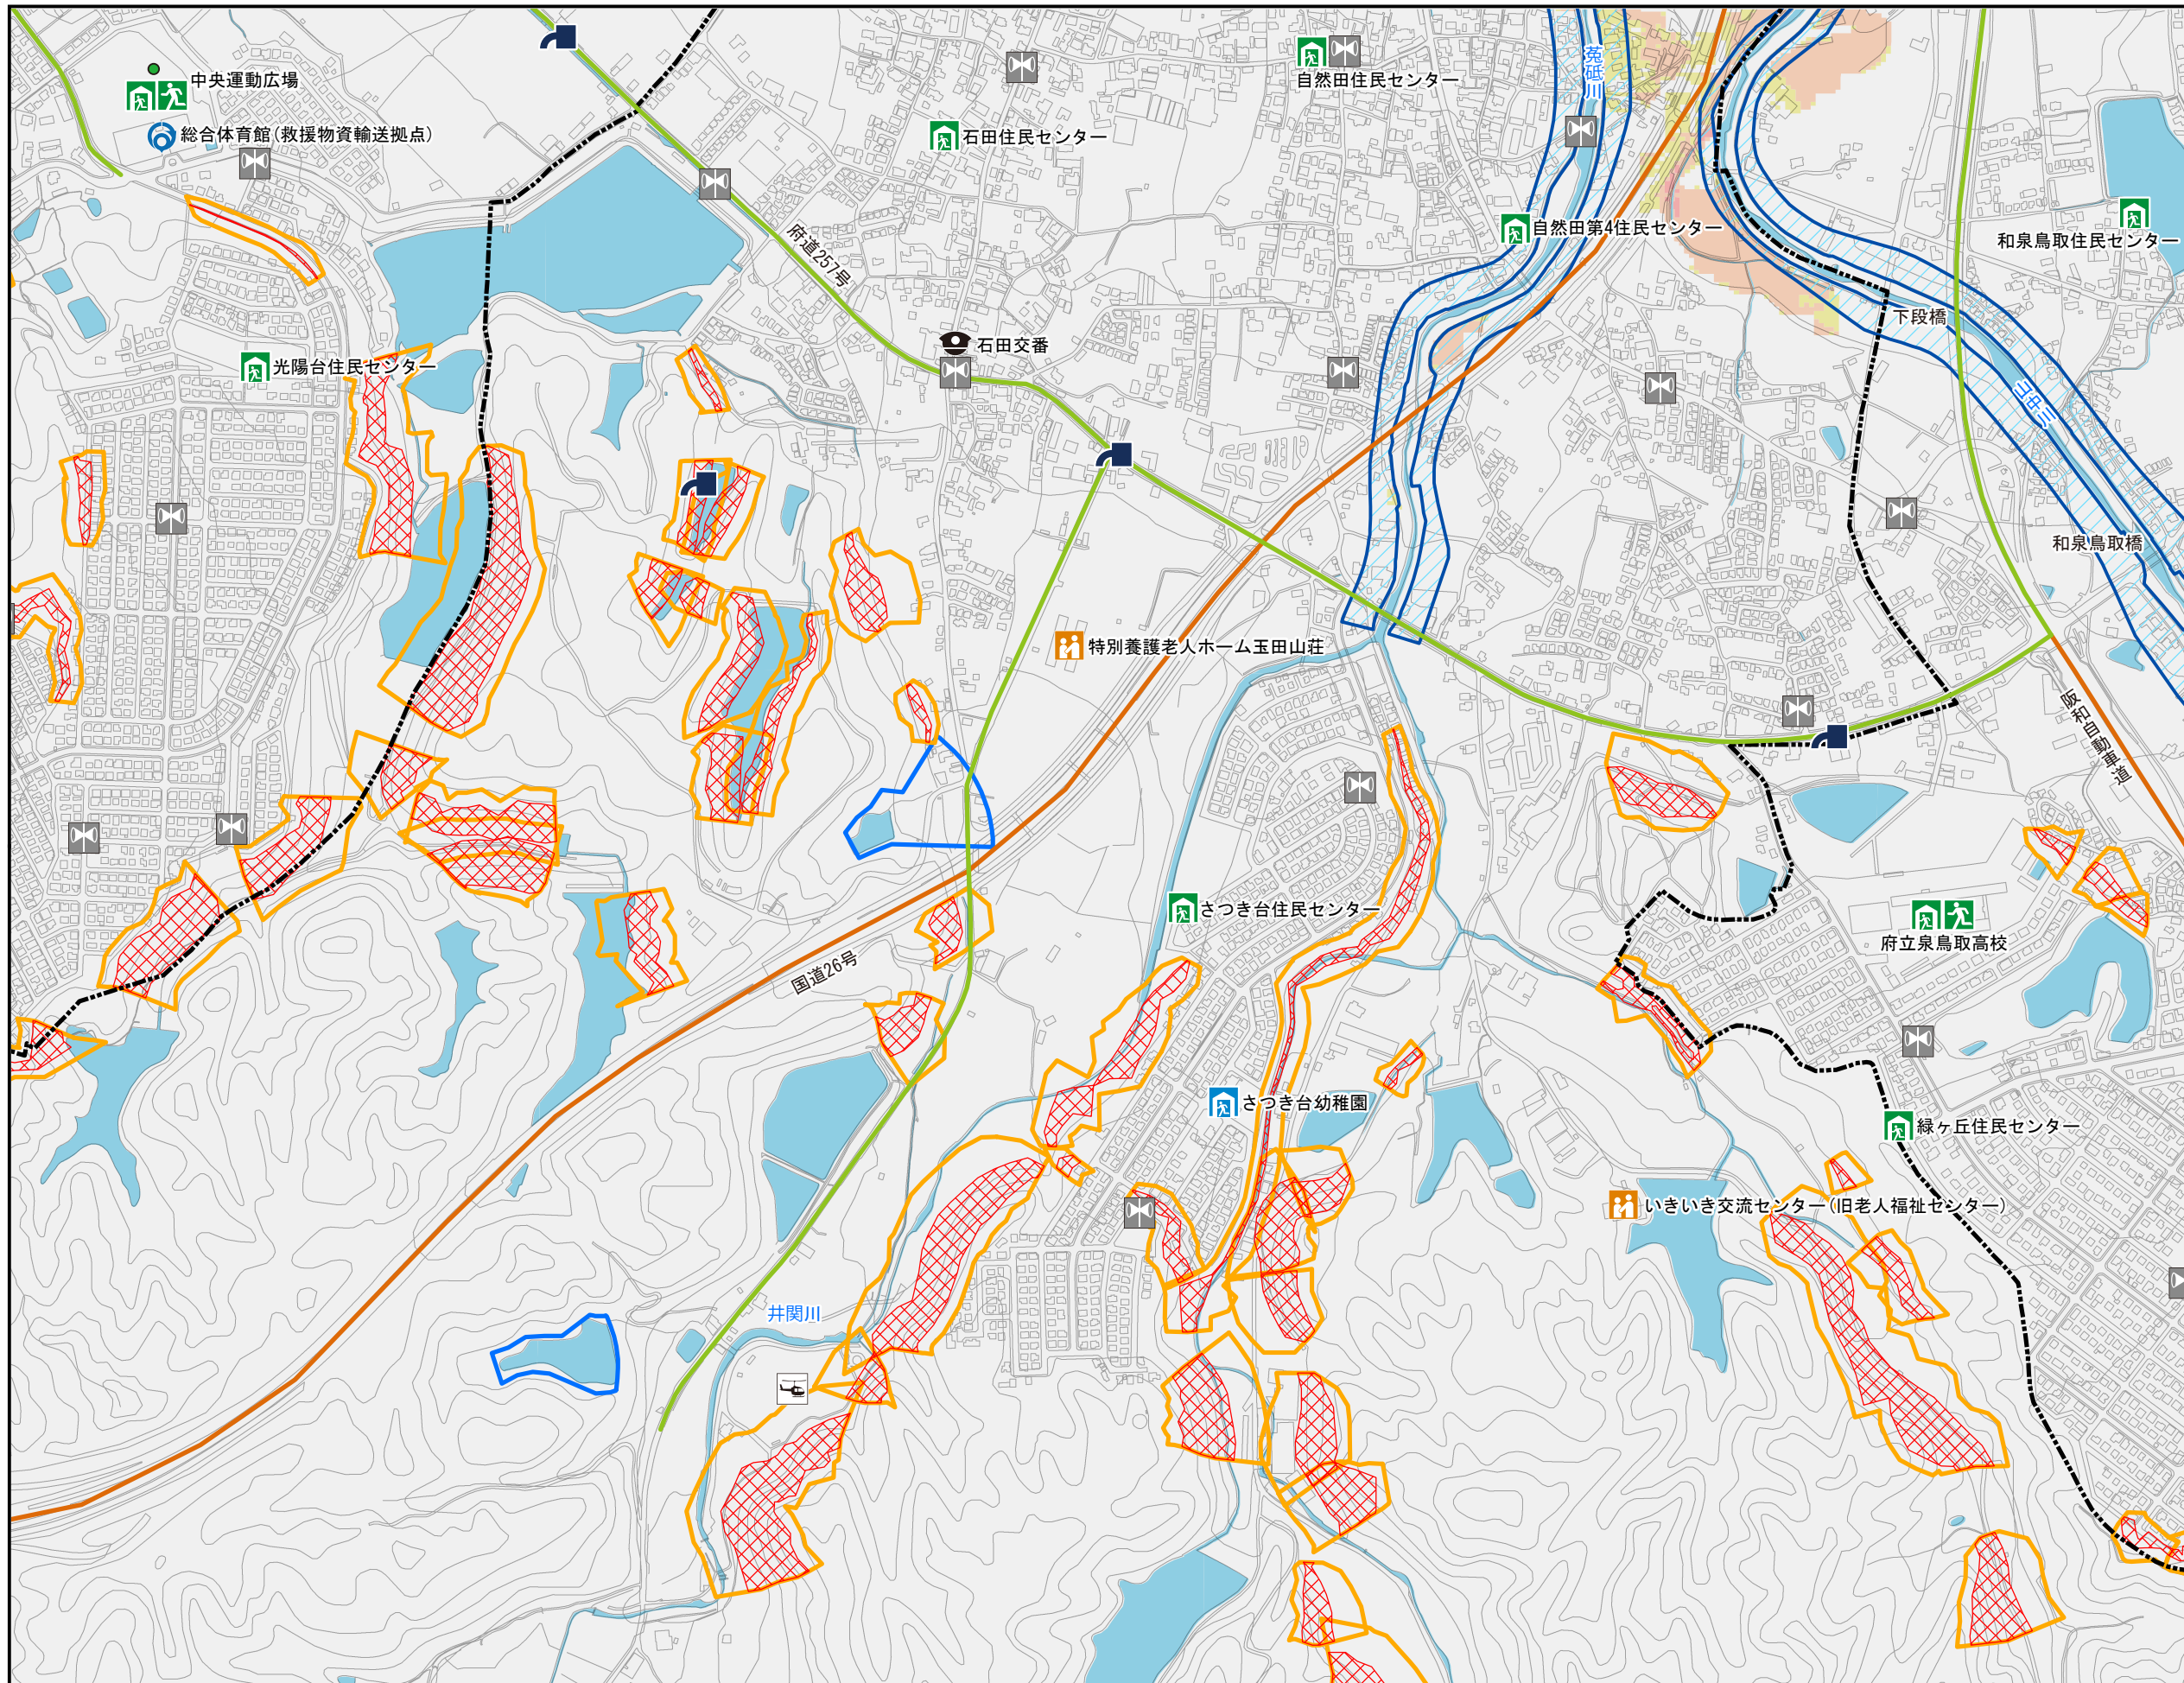 中央運動広場
自然田住民センター
菟砥川
総合体育館(救援物資輸送拠点)
石田住民センター
自然田第4住民センター
和泉鳥取住民センター
府道257号
下段橋
石田交番
光陽台住民センター
山中川
和泉鳥取橋
特別養護老人ホーム玉田山荘
阪和自動車道
さつき台住民センター
府立泉鳥取高校
国道26号
さつき台幼稚園
緑ヶ丘住民センター
いきいき交流センター(旧老人福祉センター)
井関川